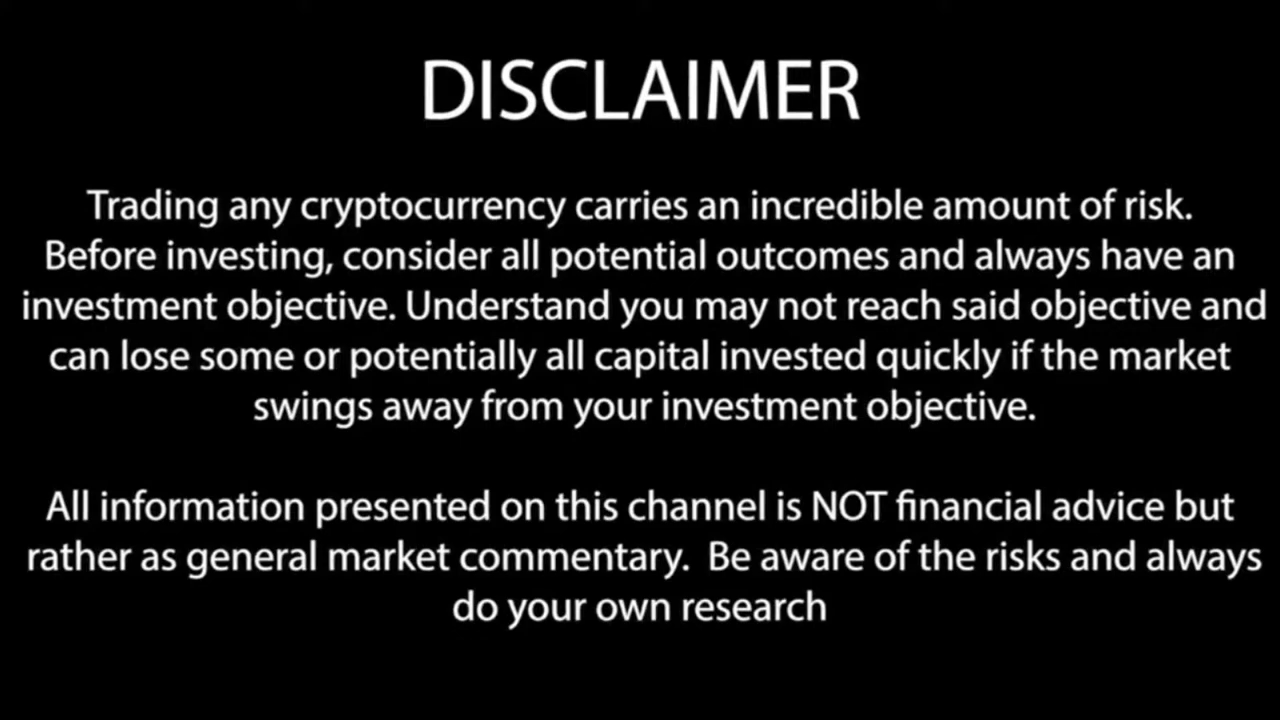 DISCLAIMER
Trading any cryptocurrency carries an incredible amount of risk.
Before investing, consider all potential outcomes and always have an
investment objective. Understand you may not reach said objective and
can lose some or potentially all capital invested quickly if the market
swings away from your investment objective.
All information presented on this channel is NOT financial advice but
rather as general market commentary.  Be aware of the risks and always
do your own research